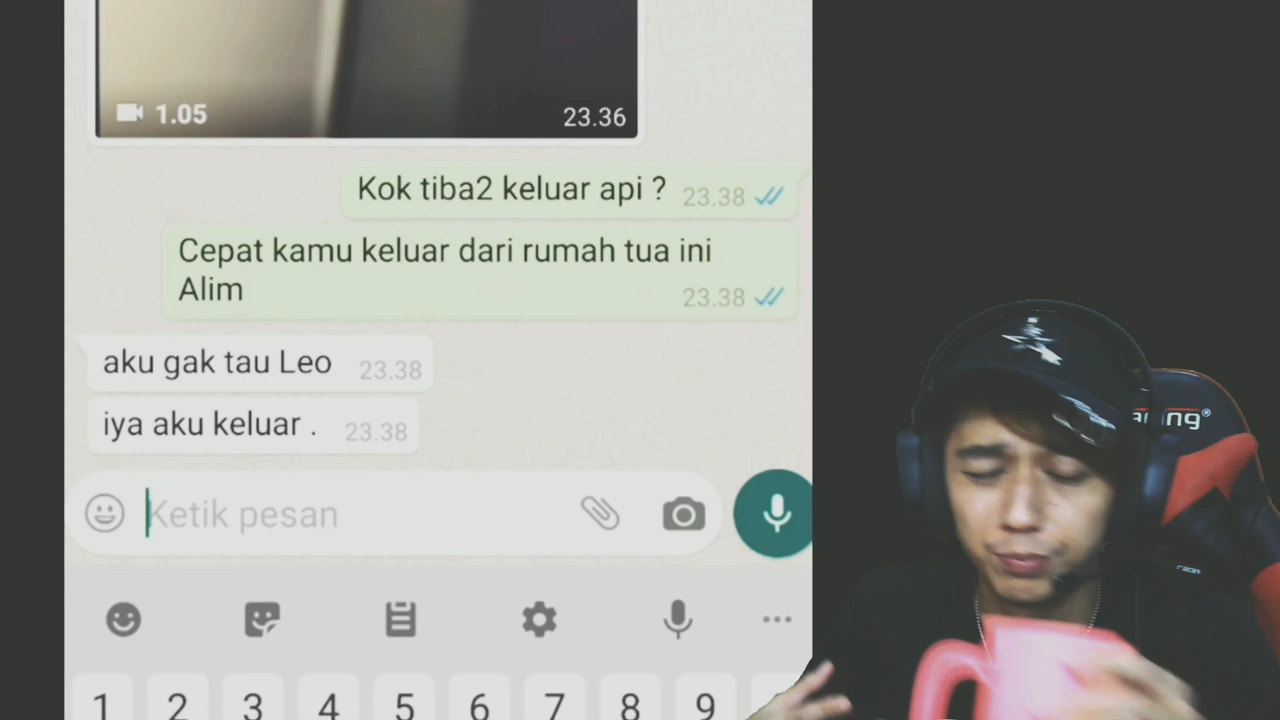 1.05
23.36
Kok tiba2 keluar api ? 23.38
Cepat kamu keluar dari rumah tua ini
Alim 23.38
aku gak tau Leo 23.38
iya aku keluar . 23.38
Ketik pesan
1 2 3 4 5 6 7 8 9